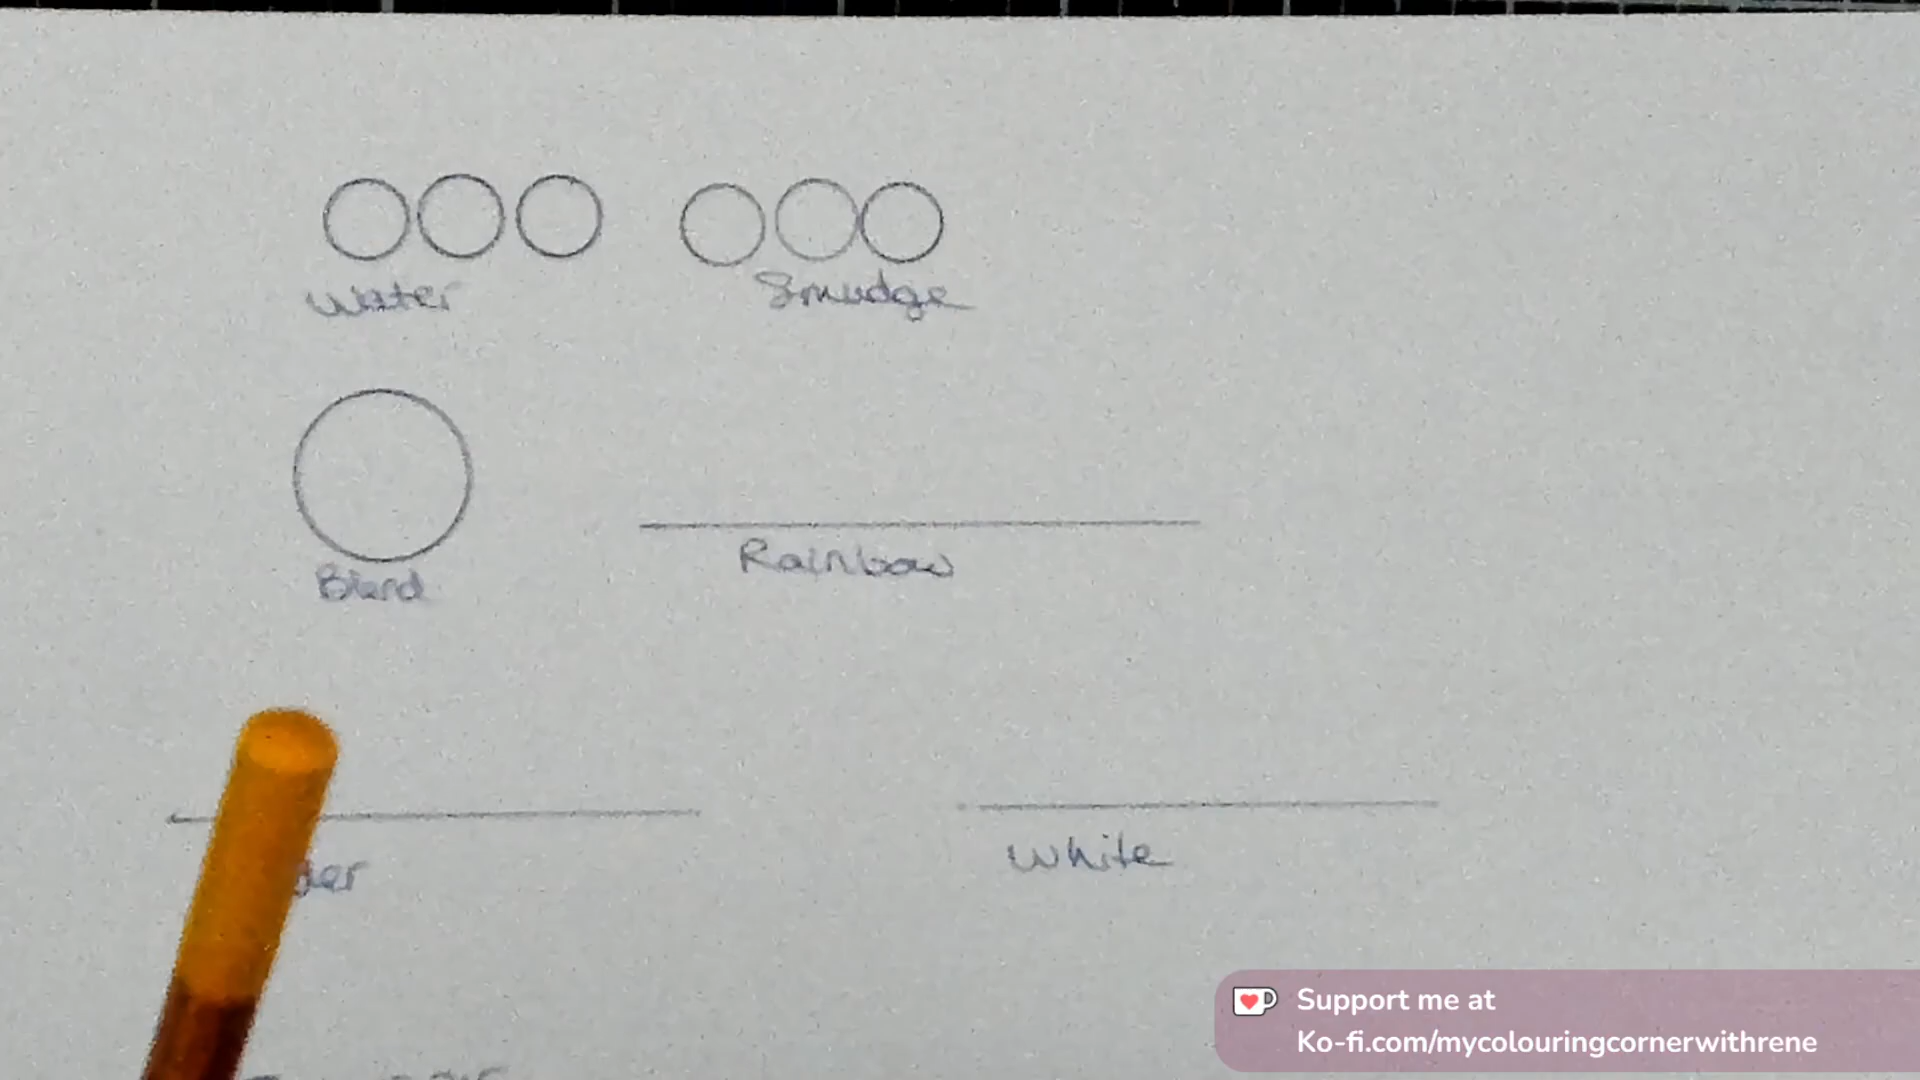 Water Smudge
Blend
Rainbow
White
Support me at
Ko-fi.com/mycolouringcornerwithrene